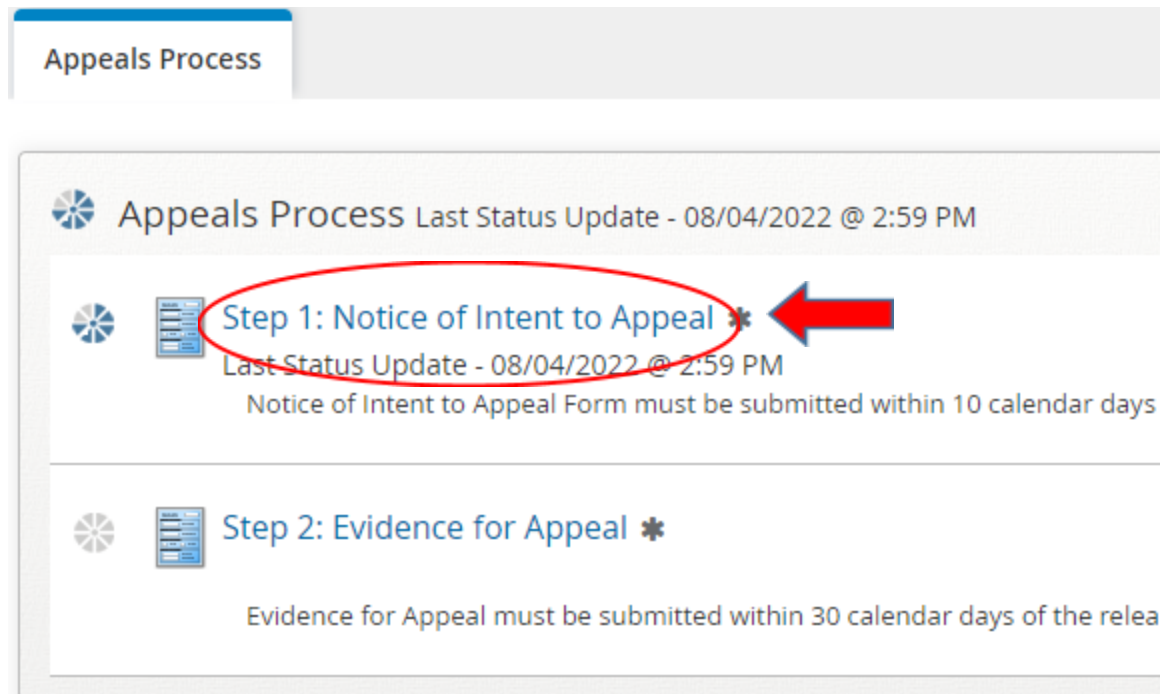 Appeals Process
Appeals Process Last Status Update - 08/04/2022 @ 2:59 PM
Step 1: Notice of Intent to Appeal ✱
Last Status Update - 08/04/2022 @ 2:59 PM
Notice of Intent to Appeal Form must be submitted within 10 calendar days
Step 2: Evidence for Appeal ✱
Evidence for Appeal must be submitted within 30 calendar days of the relea